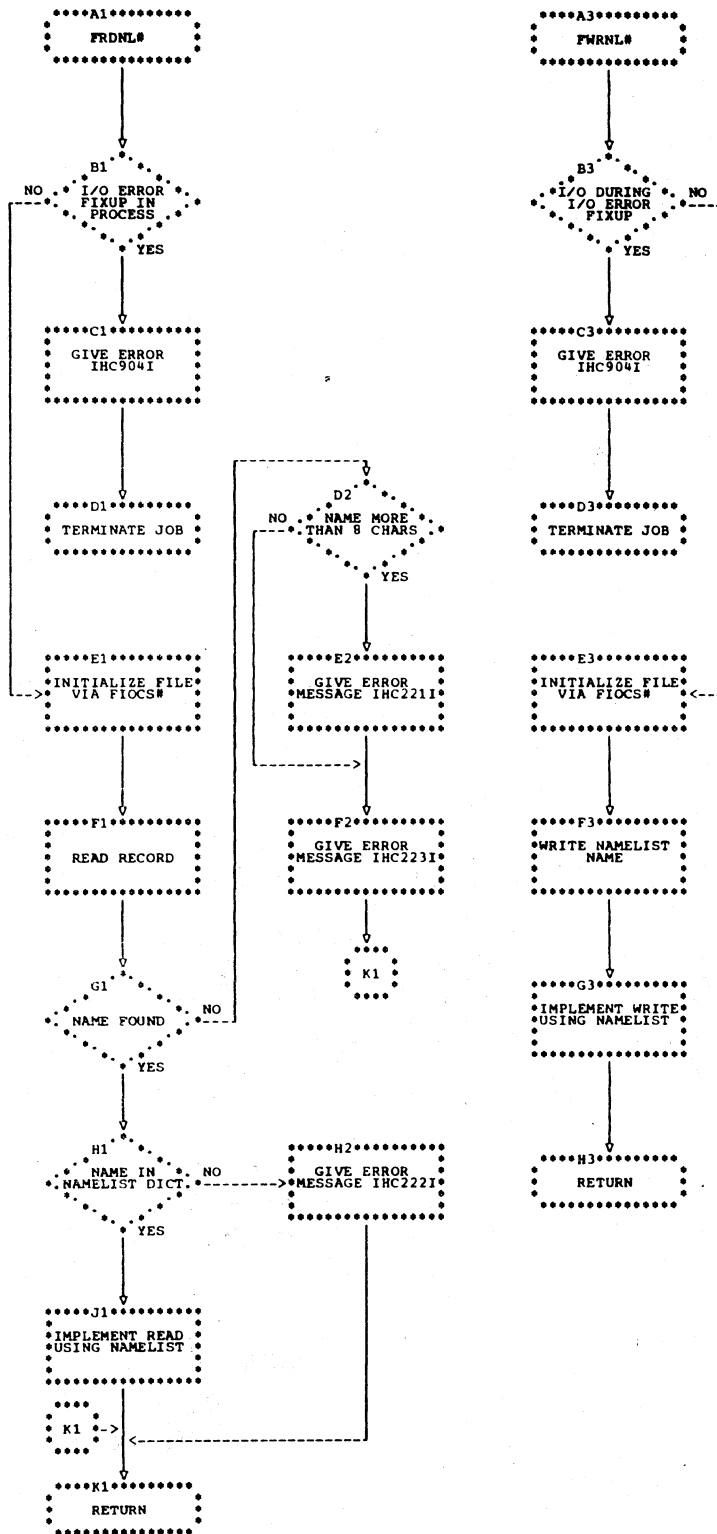 A1
FRDNL#
B1
I/O ERROR
FIXUP IN
PROCESS
NO
YES
C1
GIVE ERROR
IHC904I
D1
TERMINATE JOB
E1
INITIALIZE FILE
VIA FIOCS#
F1
READ RECORD
G1
NAME FOUND
NO
YES
H1
NAME IN
NAMELIST DICT.
NO
YES
J1
IMPLEMENT READ
USING NAMELIST
K1
K1
RETURN
D2
NAME MORE
THAN 8 CHARS
NO
YES
E2
GIVE ERROR
MESSAGE IHC221I
F2
GIVE ERROR
MESSAGE IHC223I
K1
H2
GIVE ERROR
MESSAGE IHC222I
A3
FWRNL#
B3
I/O DURING
I/O ERROR
FIXUP
NO
YES
C3
GIVE ERROR
IHC904I
D3
TERMINATE JOB
E3
INITIALIZE FILE
VIA FIOCS#
F3
WRITE NAMELIST
NAME
G3
IMPLEMENT WRITE
USING NAMELIST
H3
RETURN